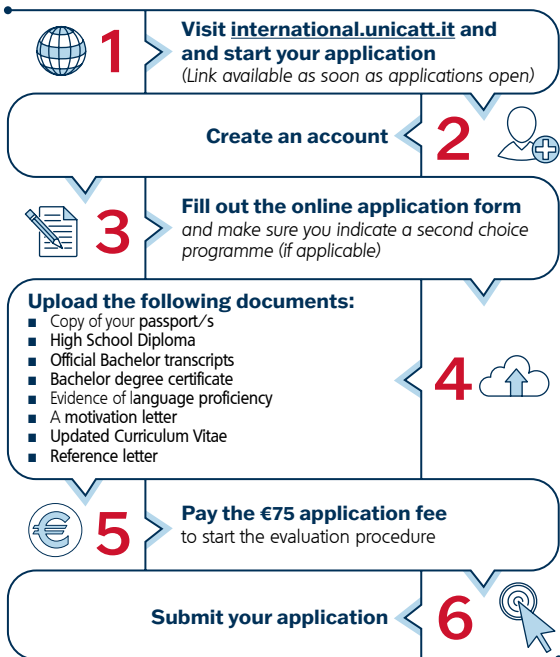 1
Visit international.unicatt.it and
and start your application
(Link available as soon as applications open)
Create an account
2
3
Fill out the online application form
and make sure you indicate a second choice
programme (if applicable)
Upload the following documents:
■ Copy of your passport/s
■ High School Diploma
■ Official Bachelor transcripts
■ Bachelor degree certificate
■ Evidence of language proficiency
■ A motivation letter
■ Updated Curriculum Vitae
■ Reference letter
4
€ 5
Pay the €75 application fee
to start the evaluation procedure
Submit your application
6